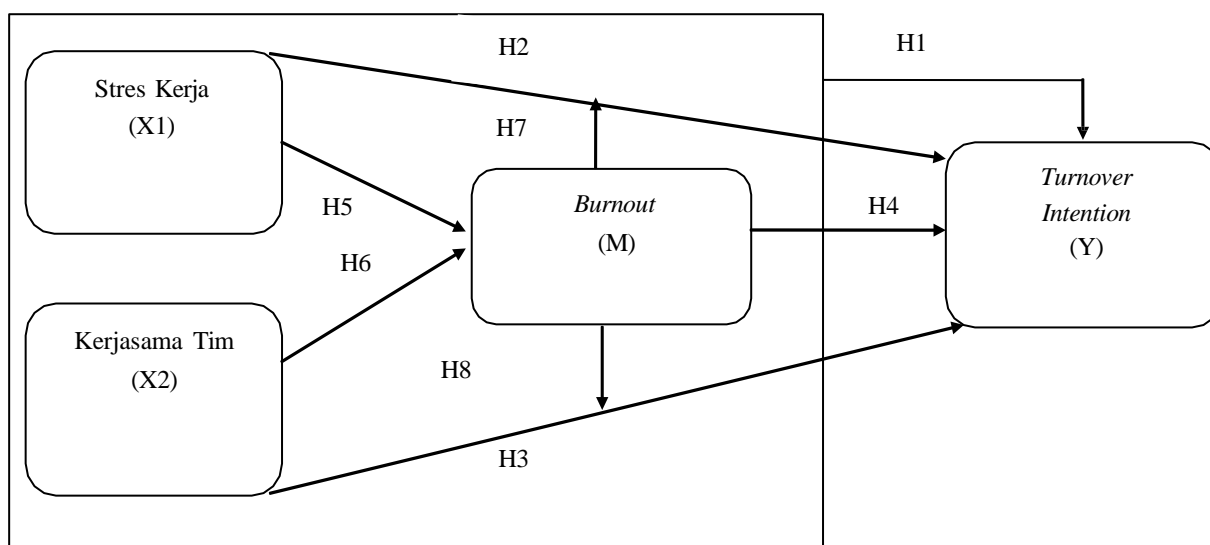 H2
H1
Stres Kerja
(X1)
H7
H5
Burnout
(M)
H4
Turnover
Intention
(Y)
H6
Kerjasama Tim
(X2)
H8
H3